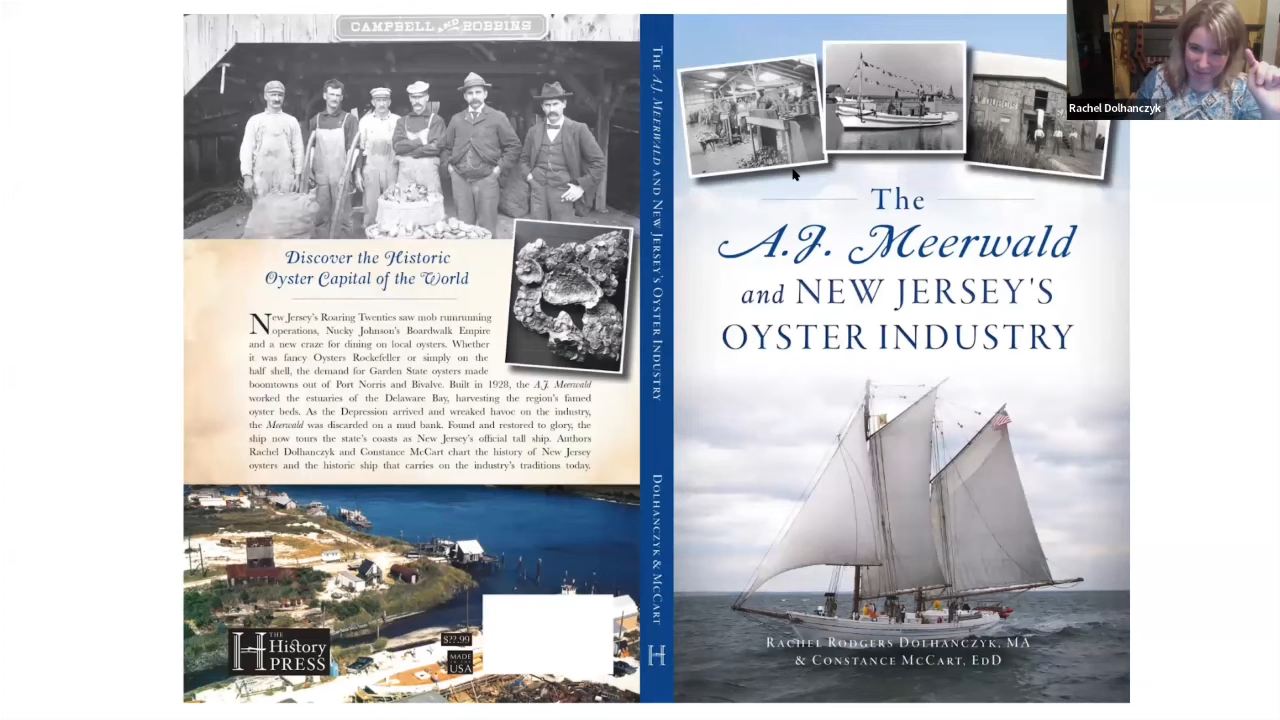 CAMPBELL AND ROBBINS
Discover the Historic
Oyster Capital of the World
New Jersey's Roaring Twenties saw mob rumrunning
operations, Nucky Johnson's Boardwalk Empire
and a new craze for dining on local oysters. Whether
it was fancy Oysters Rockefeller or simply on the
half shell, the demand for Garden State oysters made
boomtowns out of Port Norris and Bivalve. Built in 1928, the A.J. Meerwald
worked the estuaries of the Delaware Bay, harvesting the region's famed
oyster beds. As the Depression arrived and wreaked havoc on the industry,
the Meerwald was discarded on a mud bank. Found and restored to glory, the
ship now tours the state's coasts as New Jersey's official tall ship. Authors
Rachel Dolhanczyk and Constance McCart chart the history of New Jersey
oysters and the historic ship that carries on the industry's traditions today.
THE
History
PRESS
$22.99
MADE
IN THE
USA
THE A.J. MEERWALD AND NEW JERSEY'S OYSTER INDUSTRY
DOLHANCZYK & MCCART
H
The
A.J. Meerwald
and NEW JERSEY'S
OYSTER INDUSTRY
RACHEL RODGERS DOLHANCZYK, MA
& CONSTANCE MCCART, EDD
Rachel Dolhanczyk